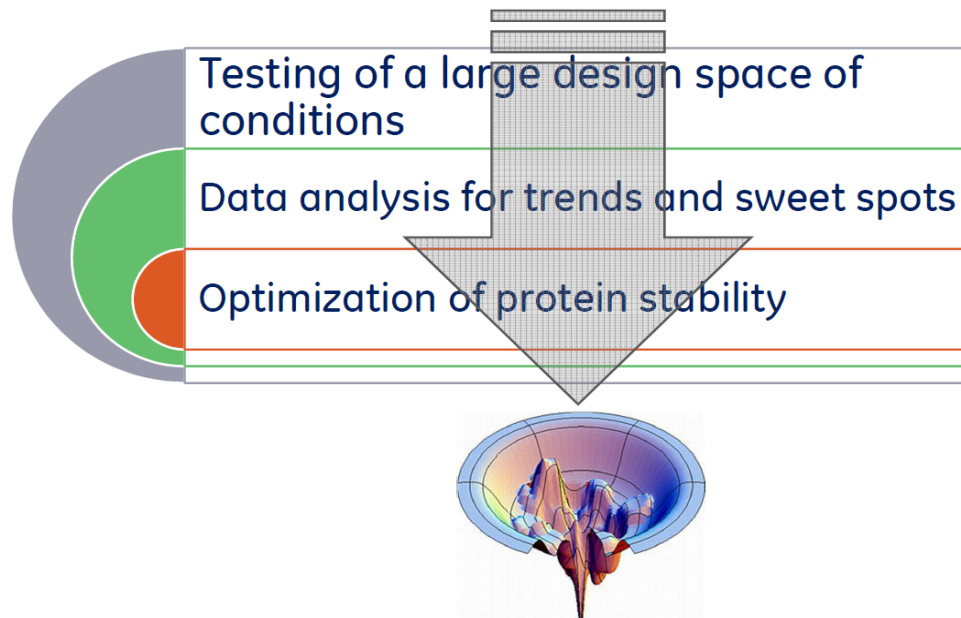 Testing of a large design space of
conditions
Data analysis for trends and sweet spots
Optimization of protein stability